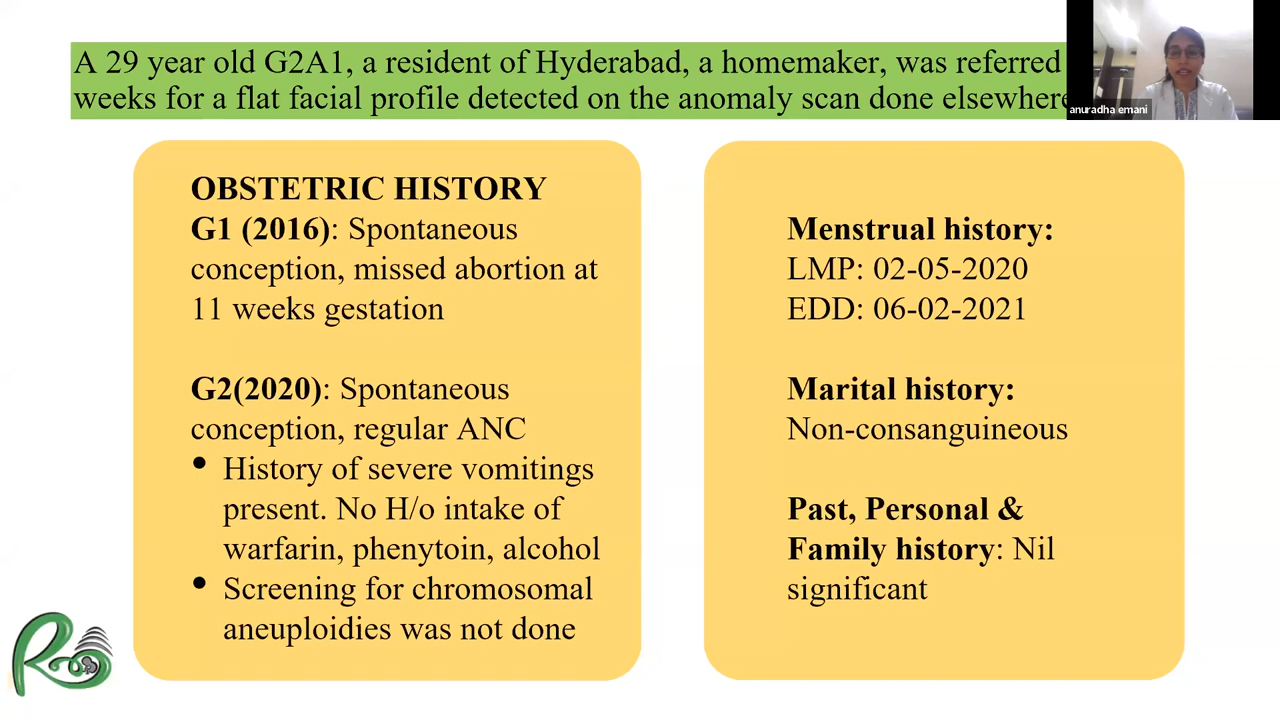 A 29 year old G2A1, a resident of Hyderabad, a homemaker, was referred
weeks for a flat facial profile detected on the anomaly scan done elsewhere
anuradha emani
OBSTETRIC HISTORY
G1 (2016): Spontaneous
conception, missed abortion at
11 weeks gestation
G2(2020): Spontaneous
conception, regular ANC
• History of severe vomitings
present. No H/o intake of
warfarin, phenytoin, alcohol
• Screening for chromosomal
aneuploidies was not done
Menstrual history:
LMP: 02-05-2020
EDD: 06-02-2021
Marital history:
Non-consanguineous
Past, Personal &
Family history: Nil
significant